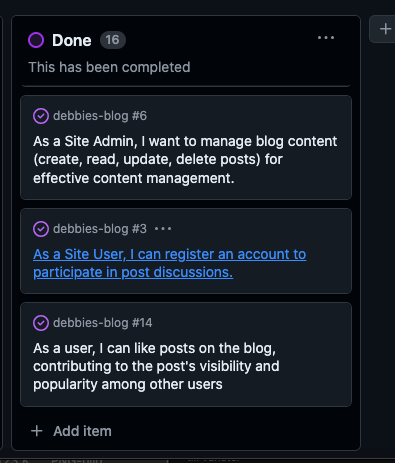 Done 16
This has been completed
debbies-blog #6
As a Site Admin, I want to manage blog content
(create, read, update, delete posts) for
effective content management.
debbies-blog #3
As a Site User, I can register an account to
participate in post discussions.
debbies-blog #14
As a user, I can like posts on the blog,
contributing to the post's visibility and
popularity among other users
Add item